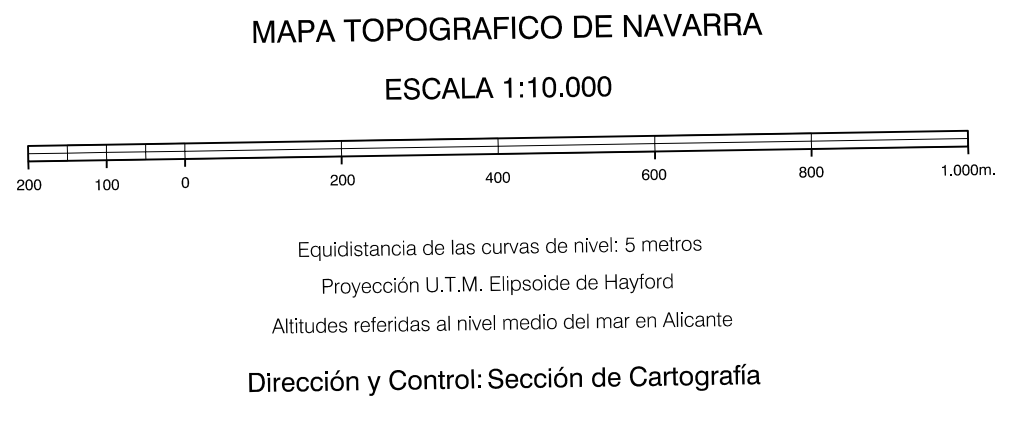 MAPA TOPOGRAFICO DE NAVARRA
ESCALA 1:10.000
200 100 0 200 400 600 800 1.000m.
Equidistancia de las curvas de nivel: 5 metros
Proyección U.T.M. Elipsoide de Hayford
Altitudes referidas al nivel medio del mar en Alicante
Dirección y Control: Sección de Cartografía